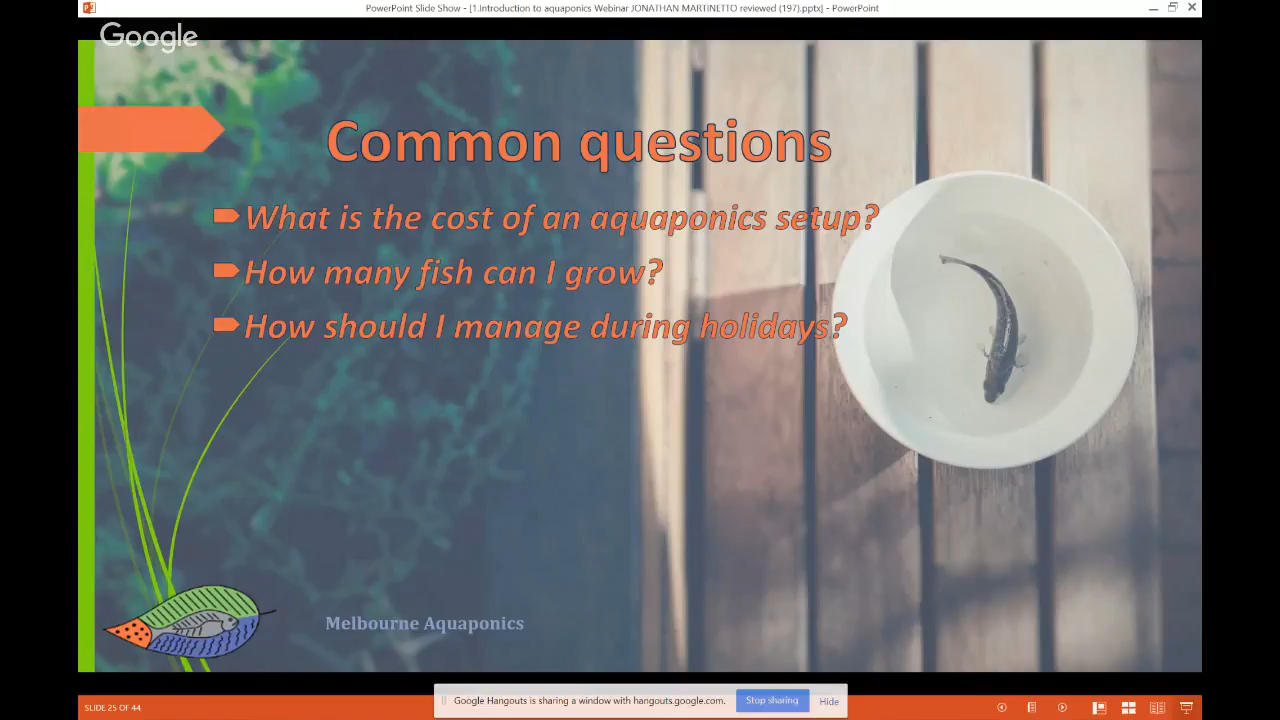 PowerPoint Slide Show - [1.Introduction to aquaponics Webinar JONATHAN MARTINETTO reviewed (197).pptx] - PowerPoint
Google
Common questions
What is the cost of an aquaponics setup?
How many fish can I grow?
How should I manage during holidays?
Melbourne Aquaponics
Google Hangouts is sharing a window with hangouts.google.com.
Stop sharing
Hide
SLIDE 25 OF 44